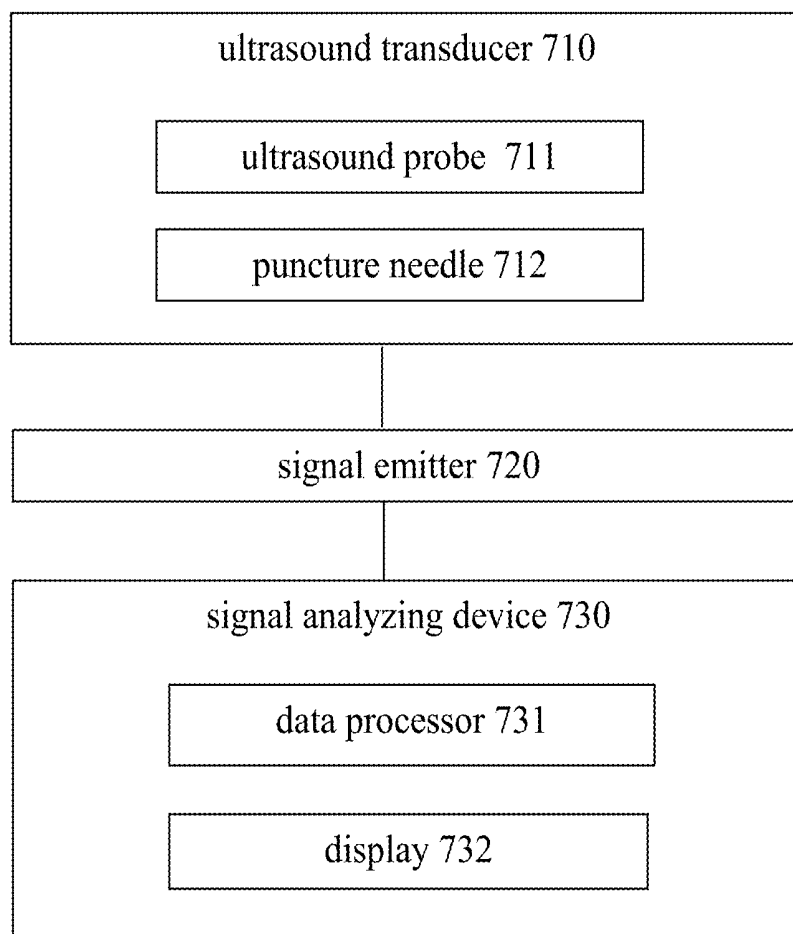 ultrasound transducer 710
ultrasound probe 711
puncture needle 712
signal emitter 720
signal analyzing device 730
data processor 731
display 732